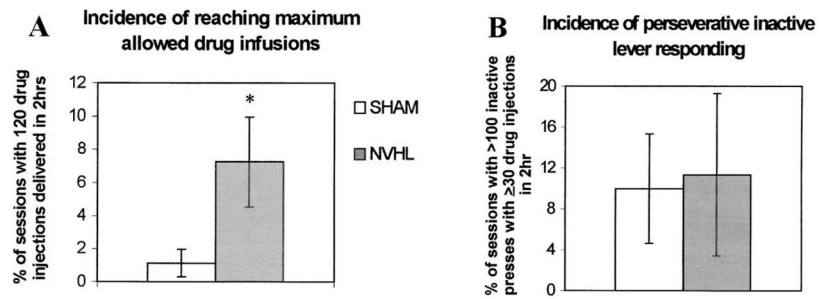 A
Incidence of reaching maximum
allowed drug infusions
% of sessions with 120 drug
injections delivered in 2hrs
12
10
8
6
4
2
0
*
SHAM
NVHL
B
Incidence of perseverative inactive
lever responding
% of sessions with >100 inactive
presses with ≥30 drug injections
in 2hr
20
16
12
8
4
0